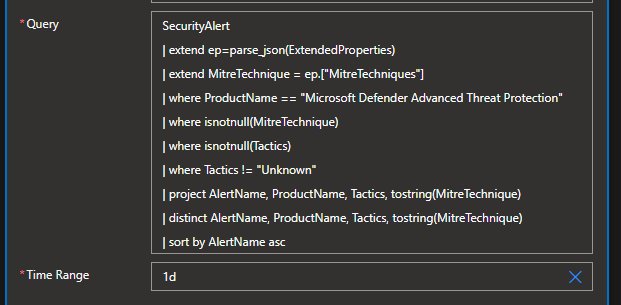 *Query
SecurityAlert
| extend ep=parse_json(ExtendedProperties)
| extend MitreTechnique = ep.["MitreTechniques"]
| where ProductName == "Microsoft Defender Advanced Threat Protection"
| where isnotnull(MitreTechnique)
| where isnotnull(Tactics)
| where Tactics != "Unknown"
| project AlertName, ProductName, Tactics, tostring(MitreTechnique)
| distinct AlertName, ProductName, Tactics, tostring(MitreTechnique)
| sort by AlertName asc
*Time Range
1d